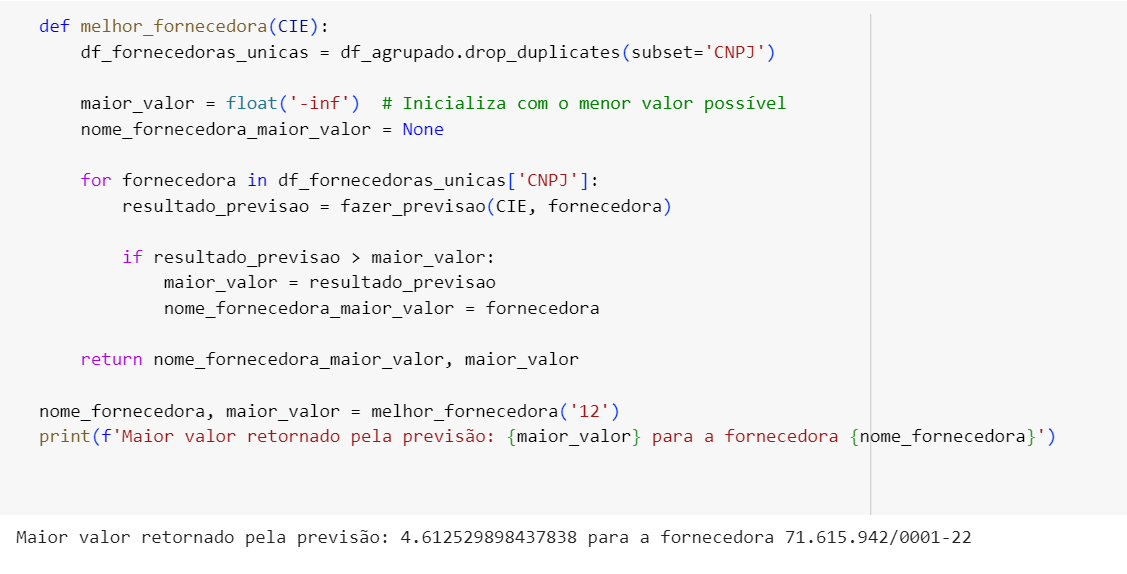 def melhor_fornecedora(CIE):
    df_fornecedoras_unicas = df_agrupado.drop_duplicates(subset='CNPJ')
    maior_valor = float('-inf')  # Inicializa com o menor valor possível
    nome_fornecedora_maior_valor = None
    for fornecedora in df_fornecedoras_unicas['CNPJ']:
        resultado_previsao = fazer_previsao(CIE, fornecedora)
        if resultado_previsao > maior_valor:
            maior_valor = resultado_previsao
            nome_fornecedora_maior_valor = fornecedora
    return nome_fornecedora_maior_valor, maior_valor
nome_fornecedora, maior_valor = melhor_fornecedora('12')
print(f'Maior valor retornado pela previsão: {maior_valor} para a fornecedora {nome_fornecedora}')
Maior valor retornado pela previsão: 4.612529898437838 para a fornecedora 71.615.942/0001-22